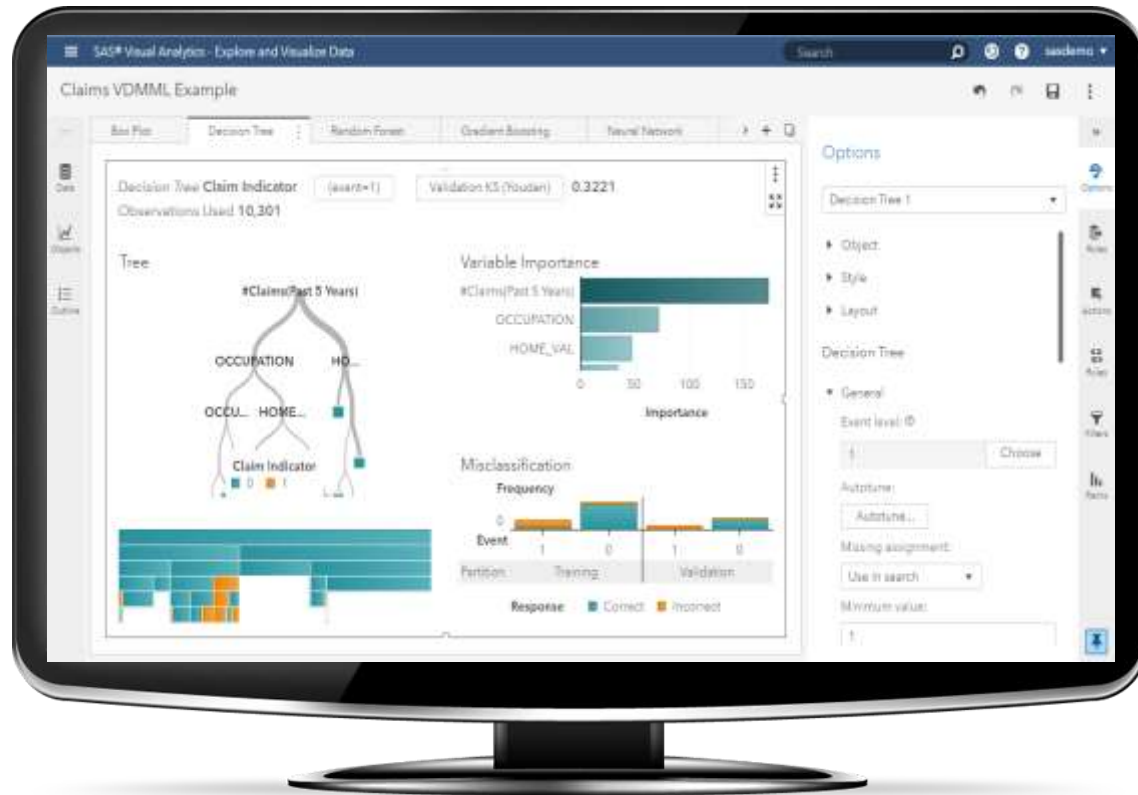 SAS® Visual Analytics - Explore and Visualize Data
Search
sasdemo
Claims VDMML Example
Box Plot
Decision Tree
Random Forest
Gradient Boosting
Neural Network
Data
Objects
Outline
Decision Tree Claim Indicator (event=1) Validation KS (Youden) 0.3221
Observations Used 10,301
Tree
#Claims(Past 5 Years)
OCCUPATION HO...
OCCU... HOME...
Claim Indicator
0 1
Variable Importance
#Claims(Past 5 Years)
OCCUPATION
HOME_VAL
0 50 100 150
Importance
Misclassification
Frequency
0
Event 1 0 1 0
Partition Training Validation
Response Correct Incorrect
Options
Decision Tree 1
Object
Style
Layout
Decision Tree
General
Event level:
1 Choose
Autotune:
Autotune...
Missing assignment:
Use in search
Minimum value:
1
Options
Roles
Actions
Rules
Filters
Ranks